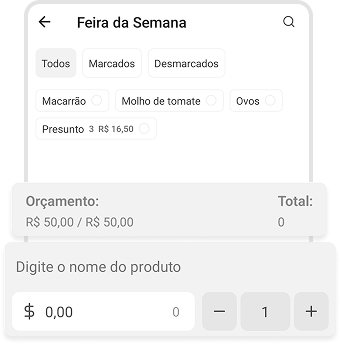 Feira da Semana
Todos Marcados Desmarcados
Macarrão Molho de tomate Ovos
Presunto 3 R$ 16,50
Orçamento: Total:
R$ 50,00 / R$ 50,00 0
Digite o nome do produto
$ 0,00 0 − 1 +